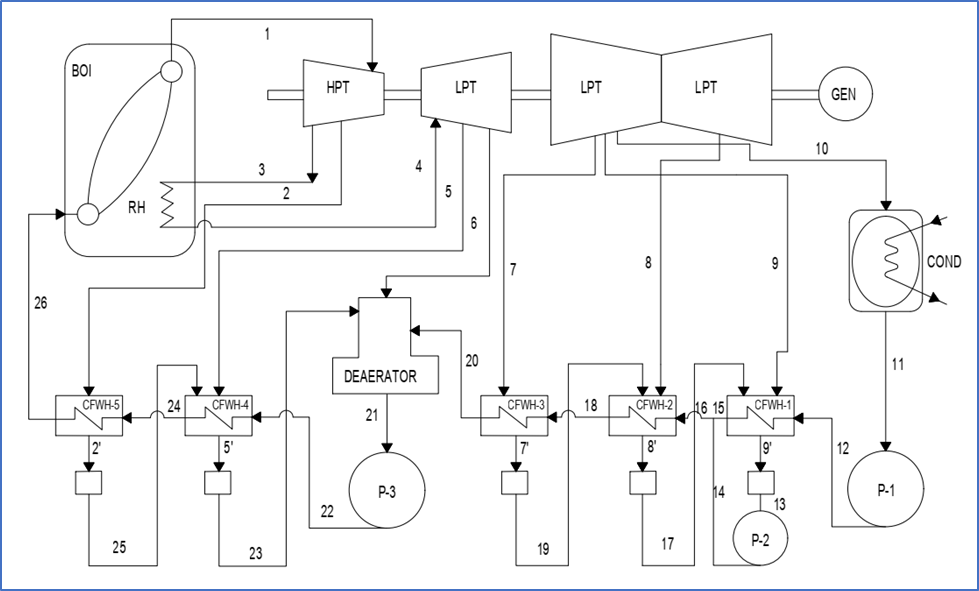 1
BOI
HPT
LPT
LPT
LPT
GEN
10
3
4
2
5
RH
6
7
8
9
COND
26
20
11
DEAERATOR
CFWH-5
24
CFWH-4
21
CFWH-3
18
CFWH-2
16 15
CFWH-1
2'
5'
7'
8'
9'
12
P-3
P-1
22
14
13
P-2
25
23
19
17